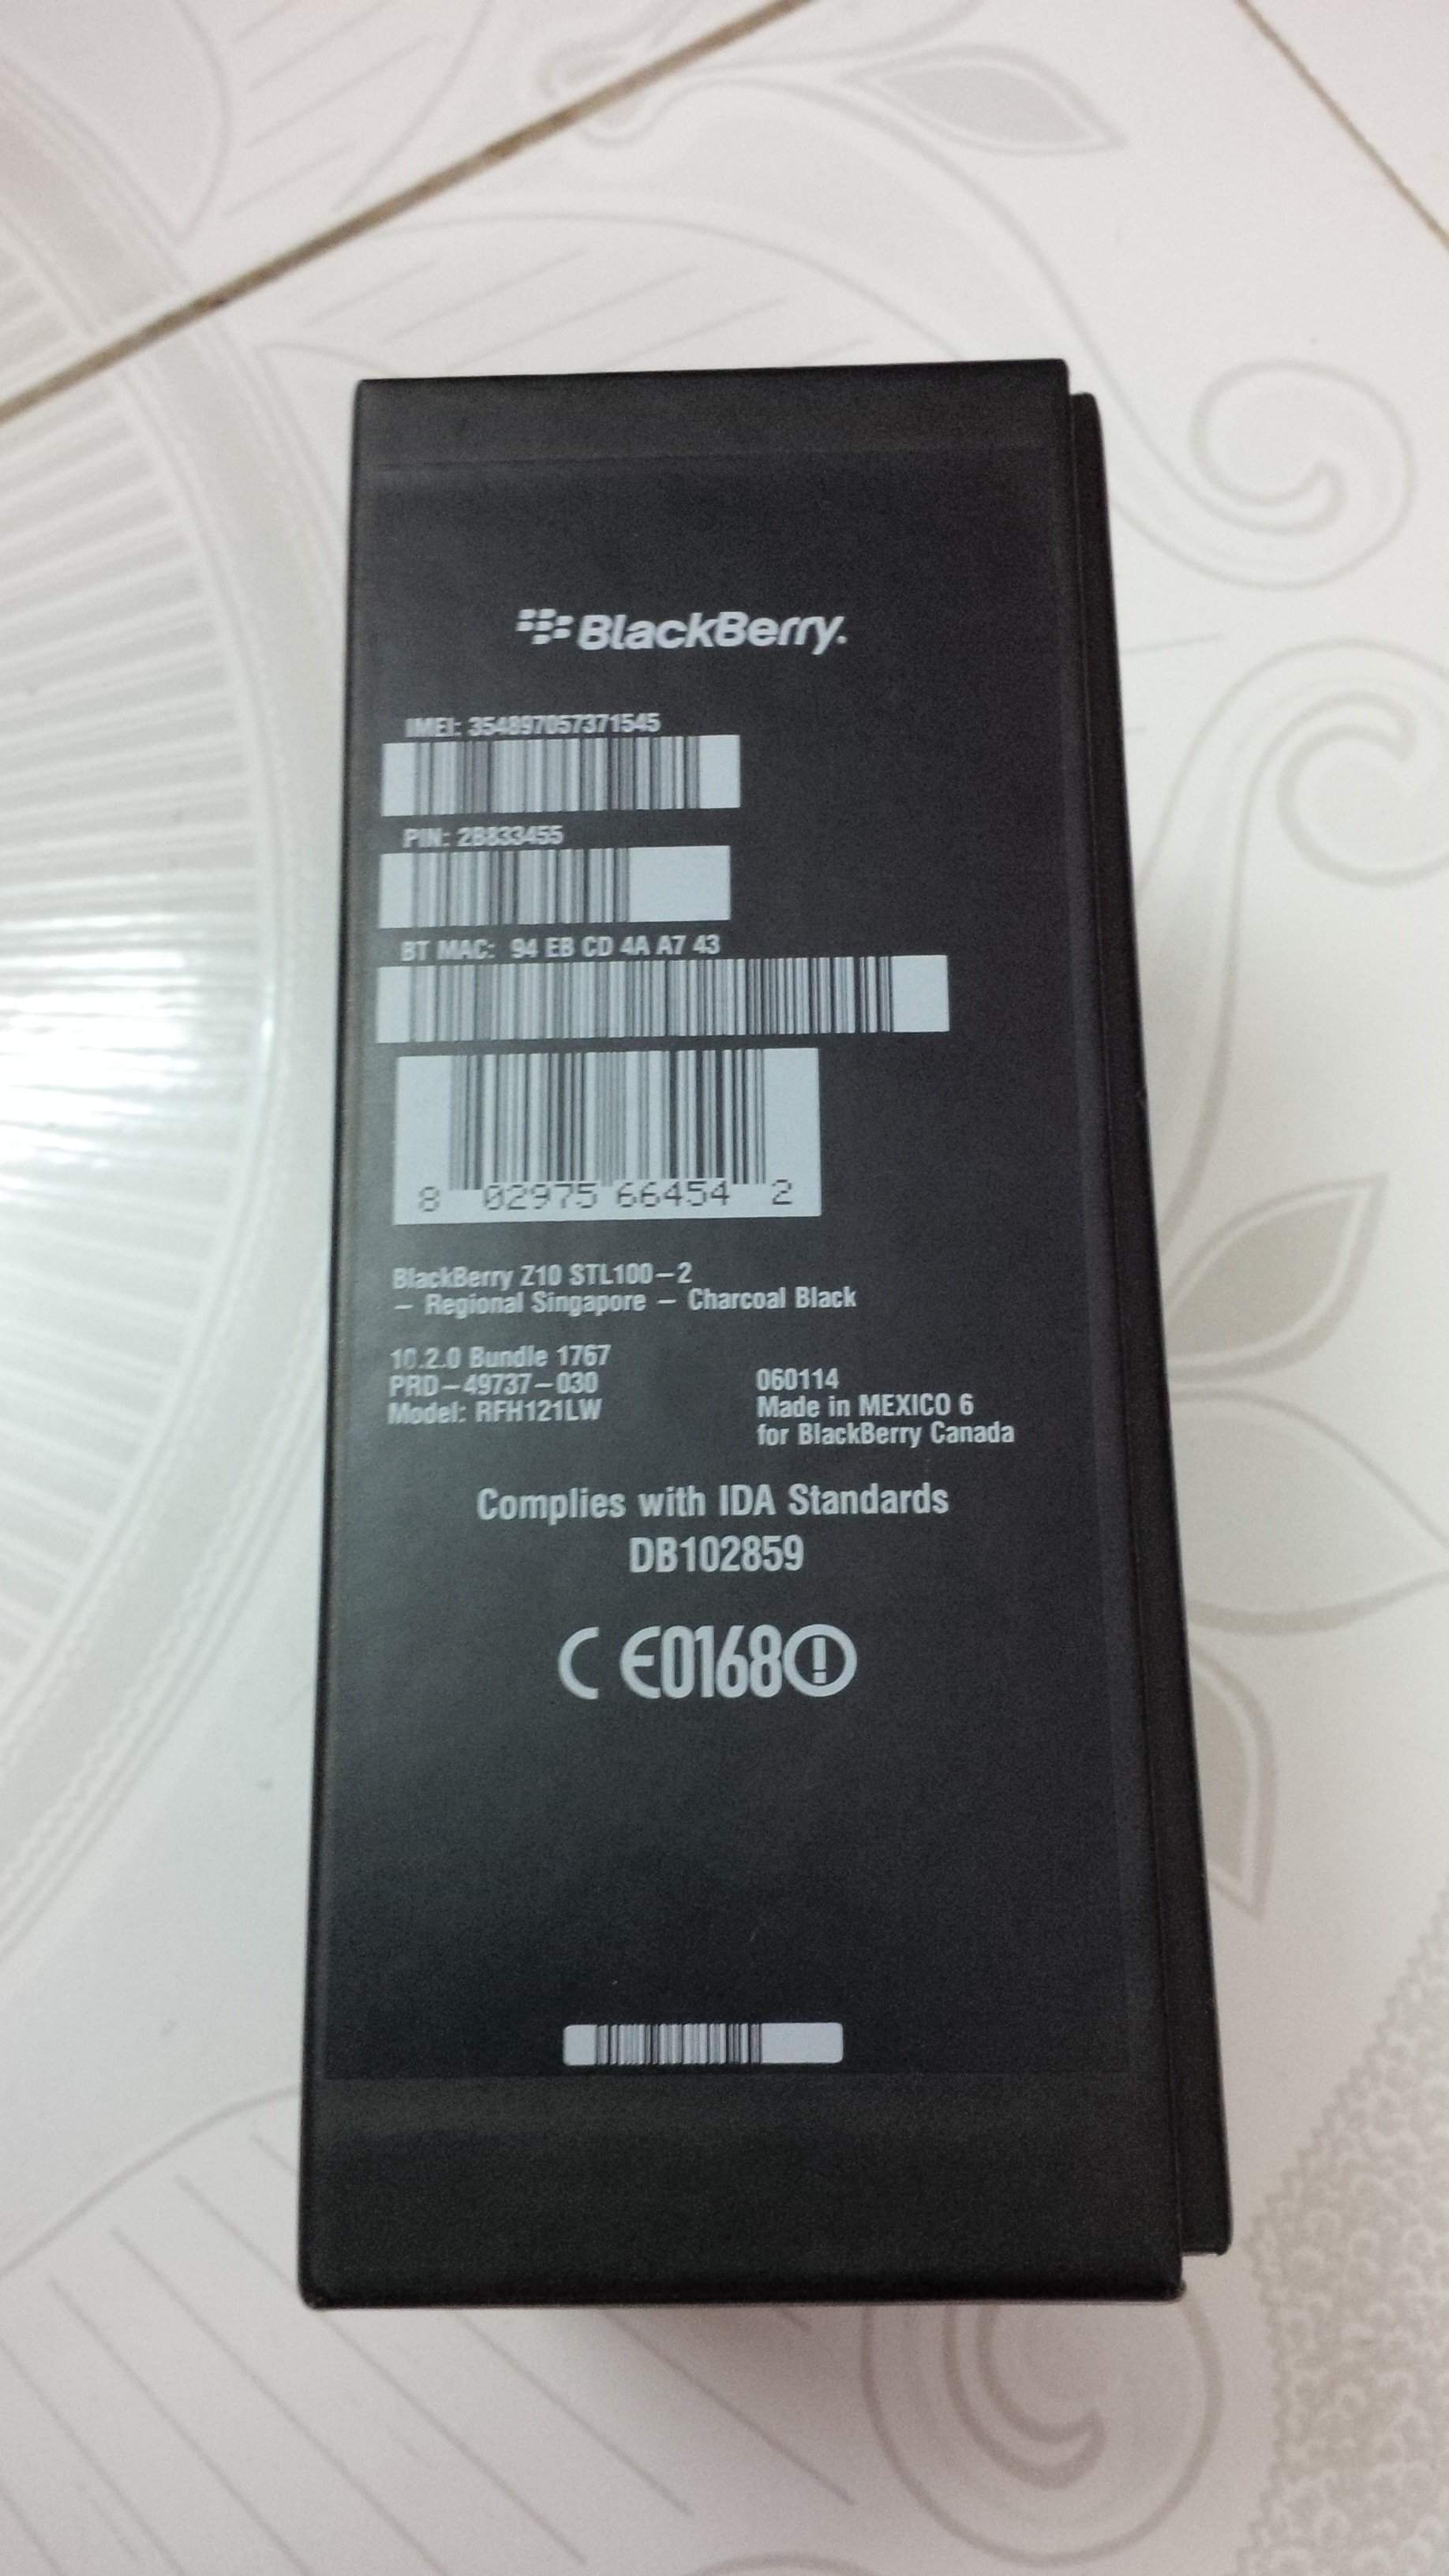 BlackBerry.
IMEI: 354897057371545
PIN: 2B833455
BT MAC: 94 EB CD 4A A7 43
8 02975 66454 2
BlackBerry Z10 STL100-2
- Regional Singapore - Charcoal Black
10.2.0 Bundle 1767
PRD-49737-030
Model: RFH121LW
060114
Made in MEXICO 6
for BlackBerry Canada
Complies with IDA Standards
DB102859
CE0168!